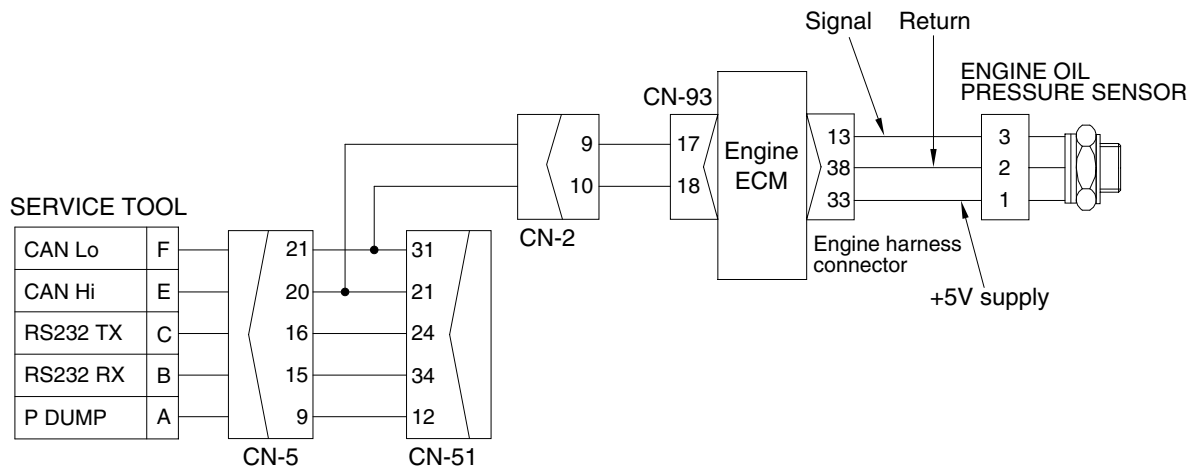 Signal Return
ENGINE OIL
PRESSURE SENSOR
CN-93
Engine
ECM
9 17 13 3
10 18 38 2
33 1
CN-2
Engine harness
connector
+5V supply
SERVICE TOOL
CAN Lo F 21 31
CAN Hi E 20 21
RS232 TX C 16 24
RS232 RX B 15 34
P DUMP A 9 12
CN-5 CN-51